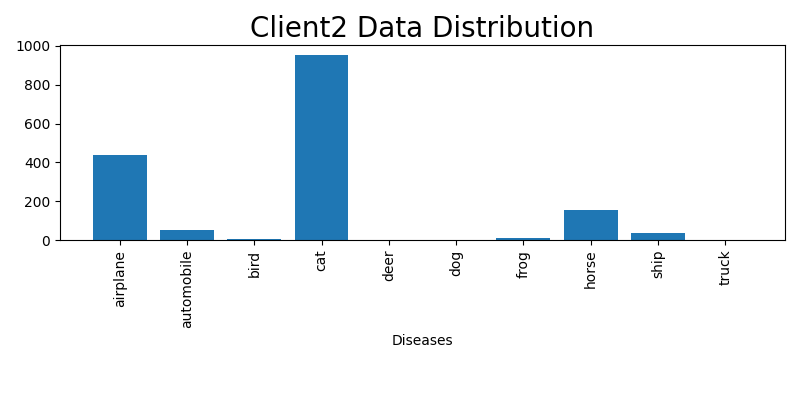 Client2 Data Distribution
1000
800
600
400
200
0
airplane
automobile
bird
cat
deer
dog
frog
horse
ship
truck
Diseases